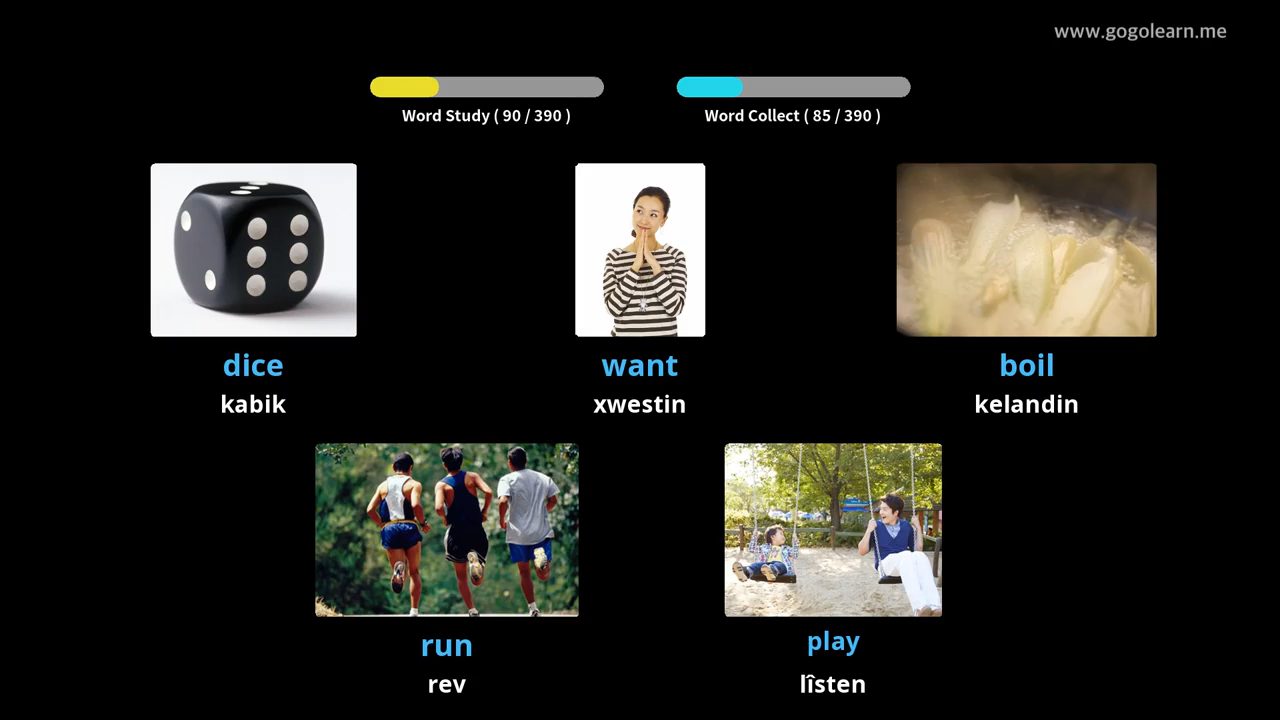 www.gogolearn.me
Word Study ( 90 / 390 )
Word Collect ( 85 / 390 )
dice
kabik
want
xwestin
boil
kelandin
run
rev
play
lîsten